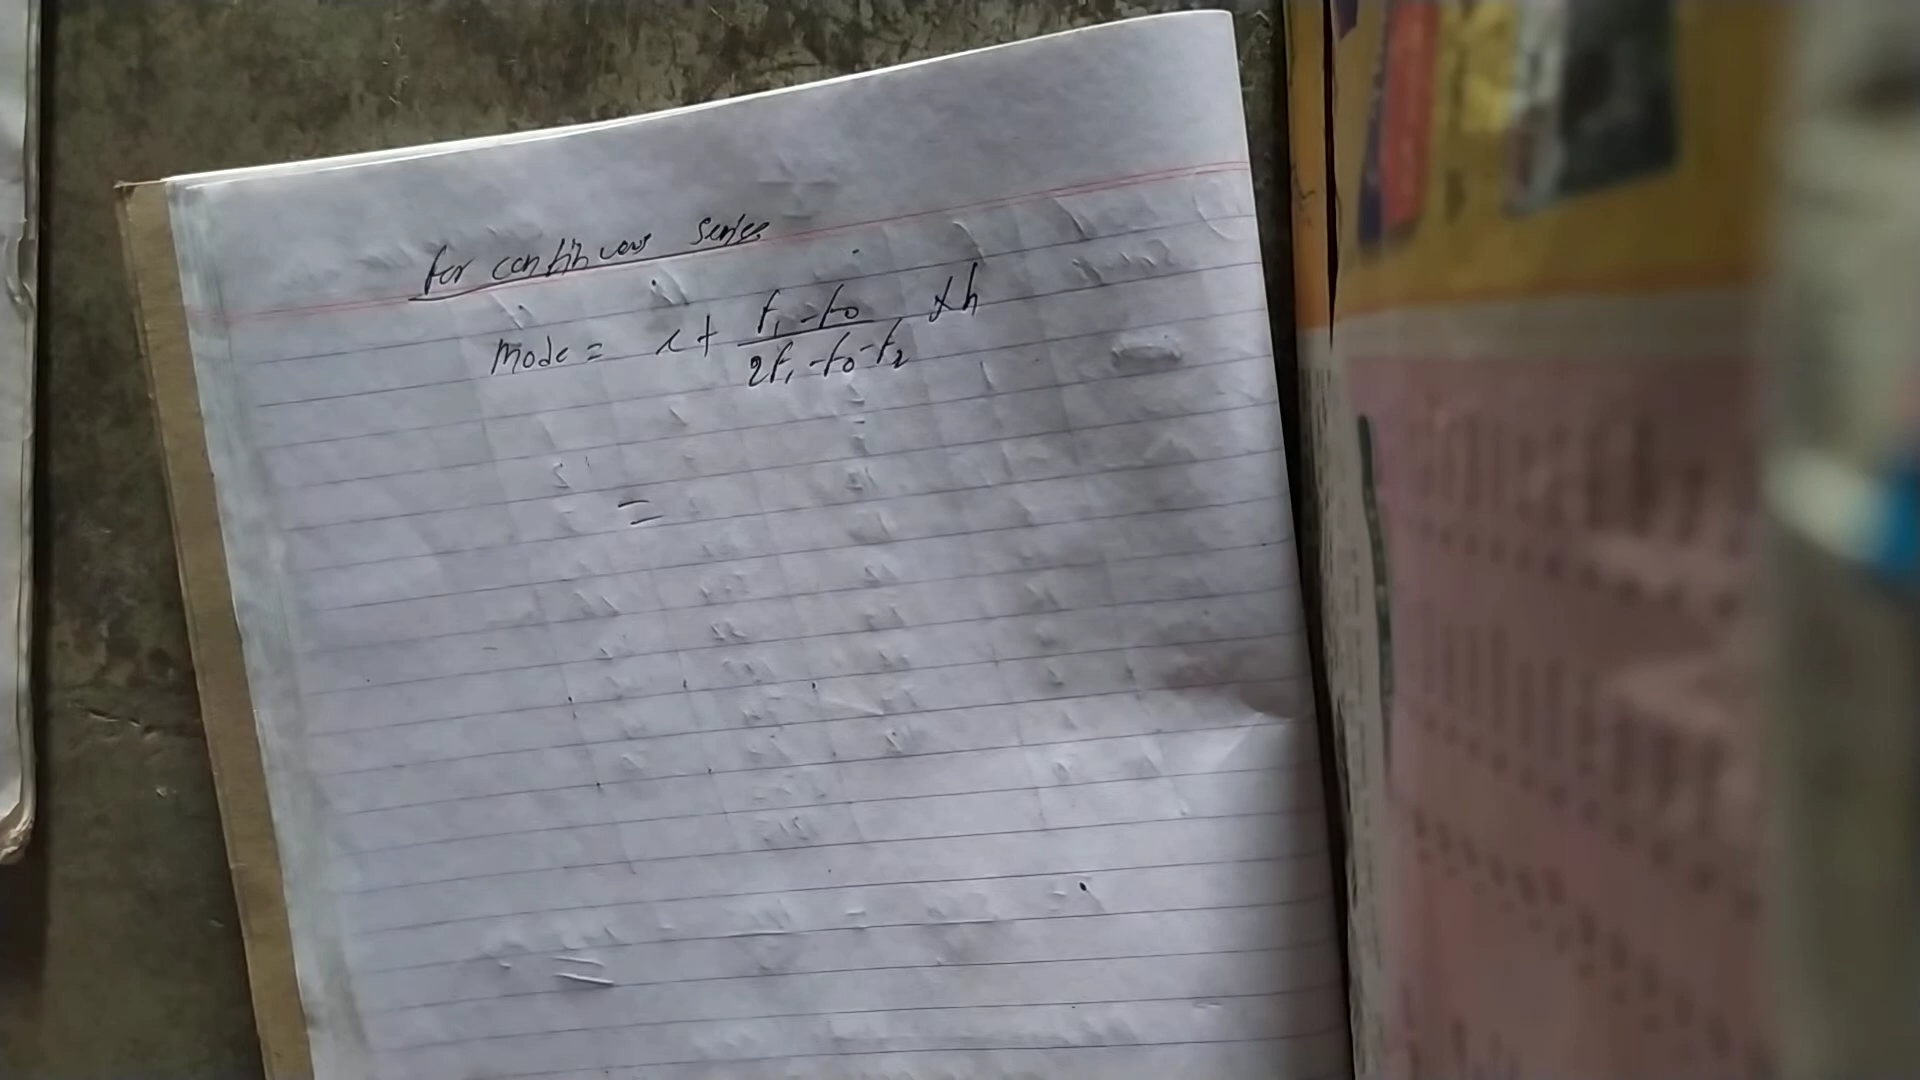 for continuous series
Mode = l + f₁ - f₀ / 2f₁ - f₀ - f₂ × h
=